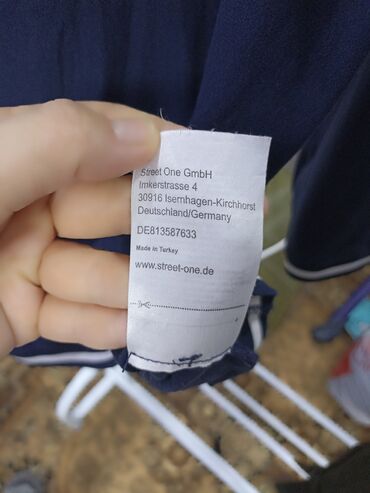 Street One GmbH
Imkerstrasse 4
30916 Isernhagen-Kirchhorst
Deutschland/Germany
DE813587633
Made in Turkey
www.street-one.de